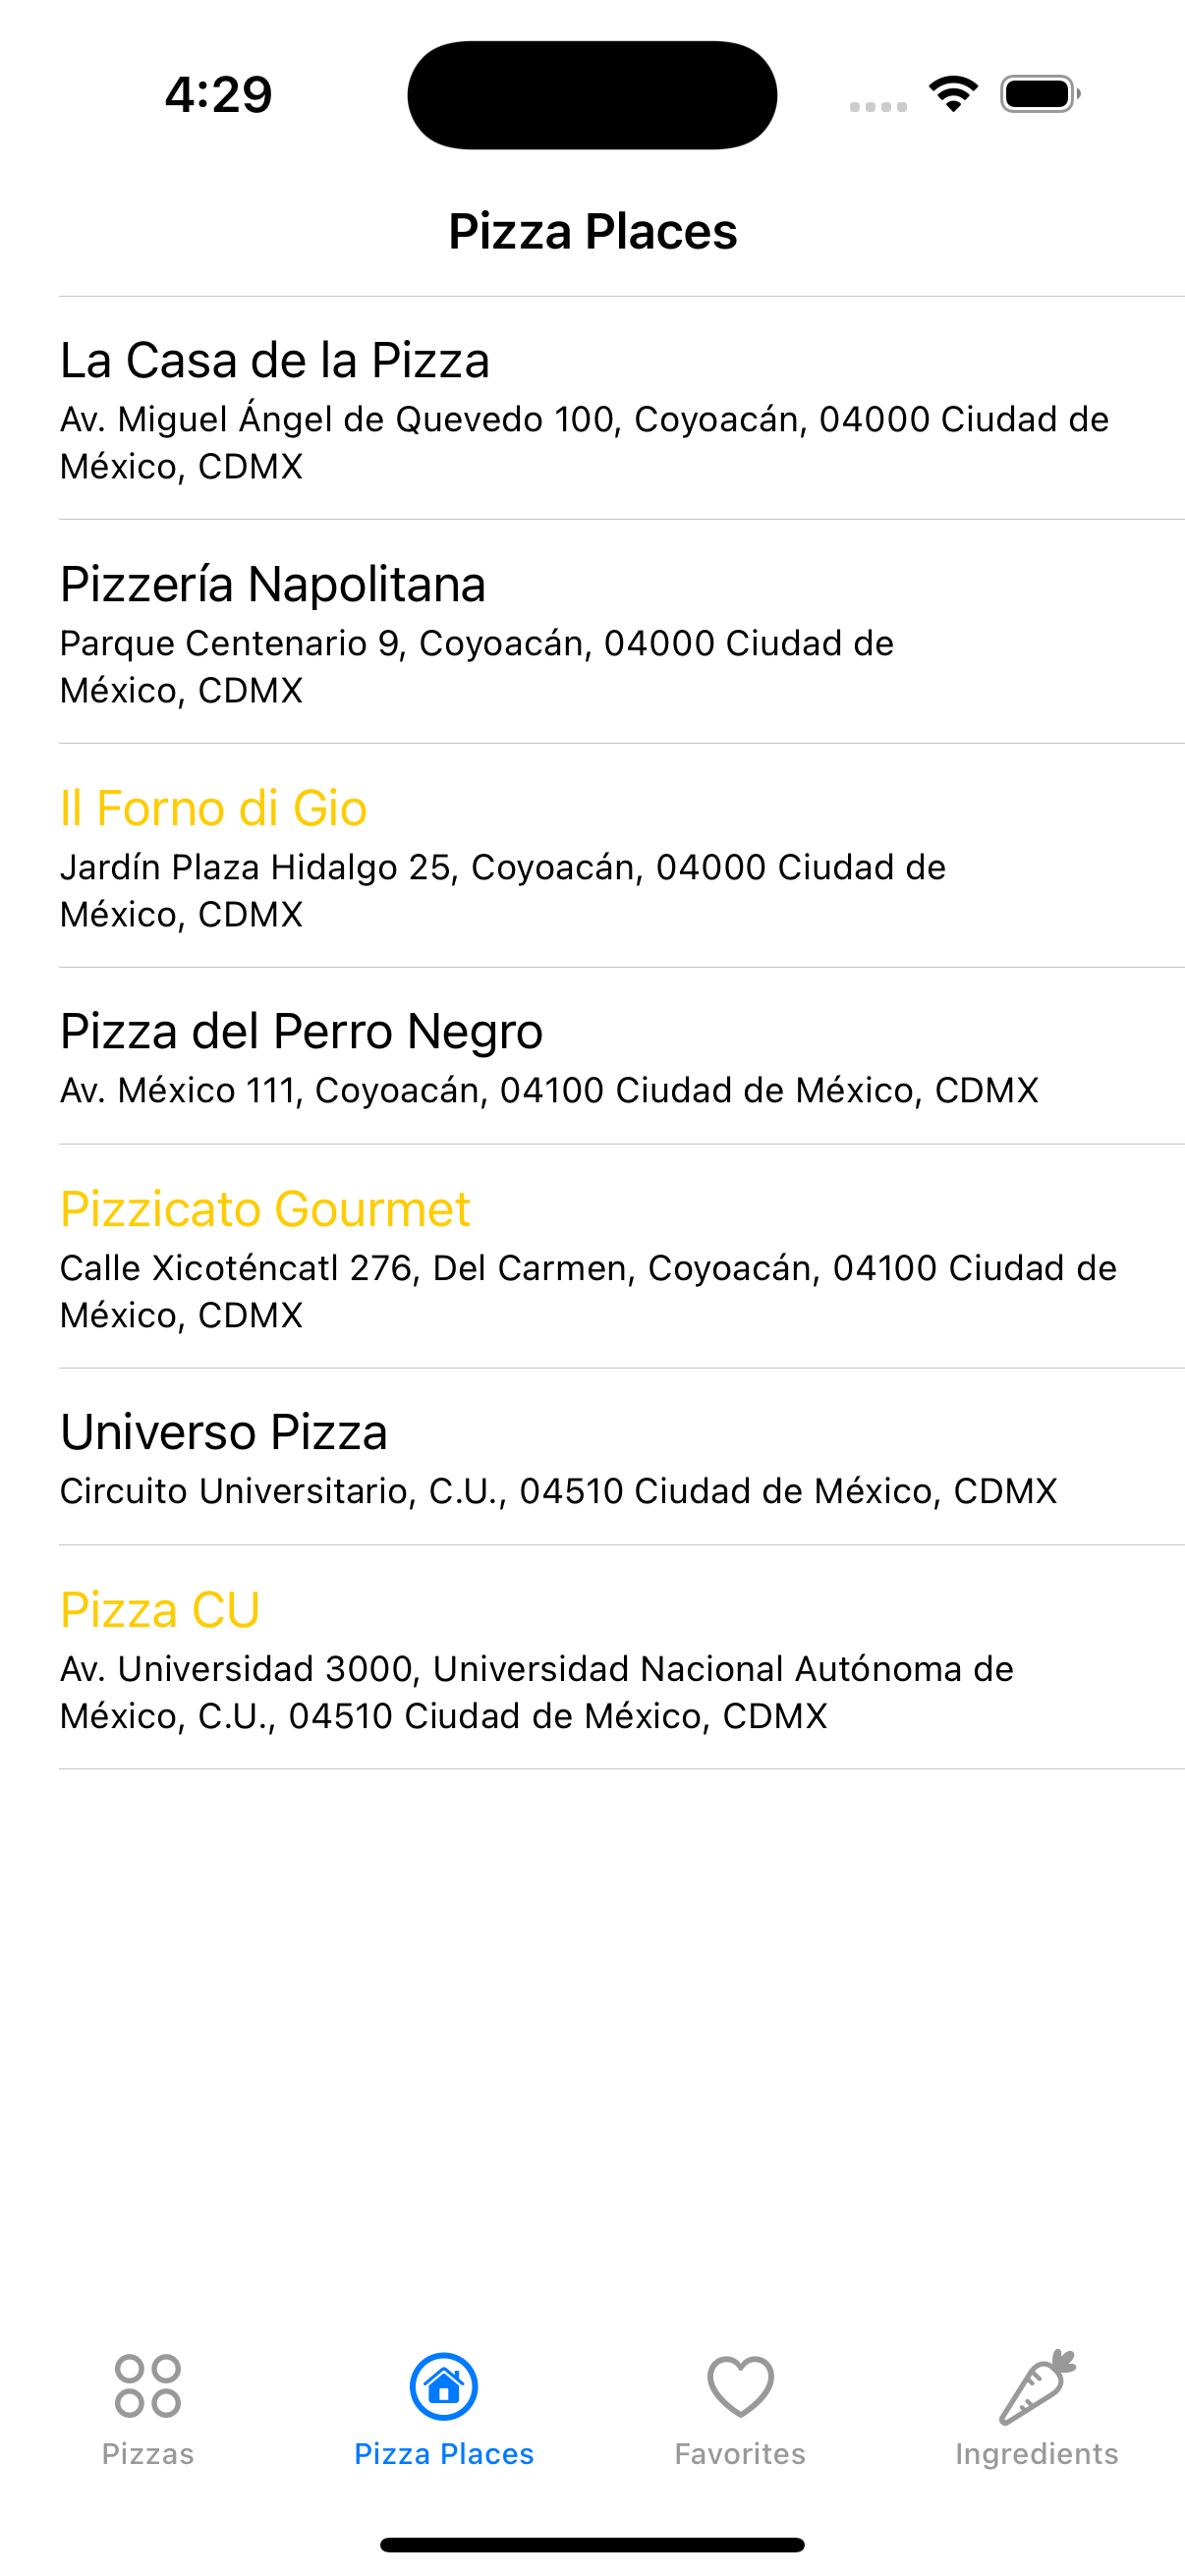 4:29
Pizza Places
La Casa de la Pizza
Av. Miguel Ángel de Quevedo 100, Coyoacán, 04000 Ciudad de
México, CDMX
Pizzería Napolitana
Parque Centenario 9, Coyoacán, 04000 Ciudad de
México, CDMX
Il Forno di Gio
Jardín Plaza Hidalgo 25, Coyoacán, 04000 Ciudad de
México, CDMX
Pizza del Perro Negro
Av. México 111, Coyoacán, 04100 Ciudad de México, CDMX
Pizzicato Gourmet
Calle Xicoténcatl 276, Del Carmen, Coyoacán, 04100 Ciudad de
México, CDMX
Universo Pizza
Circuito Universitario, C.U., 04510 Ciudad de México, CDMX
Pizza CU
Av. Universidad 3000, Universidad Nacional Autónoma de
México, C.U., 04510 Ciudad de México, CDMX
Pizzas
Pizza Places
Favorites
Ingredients